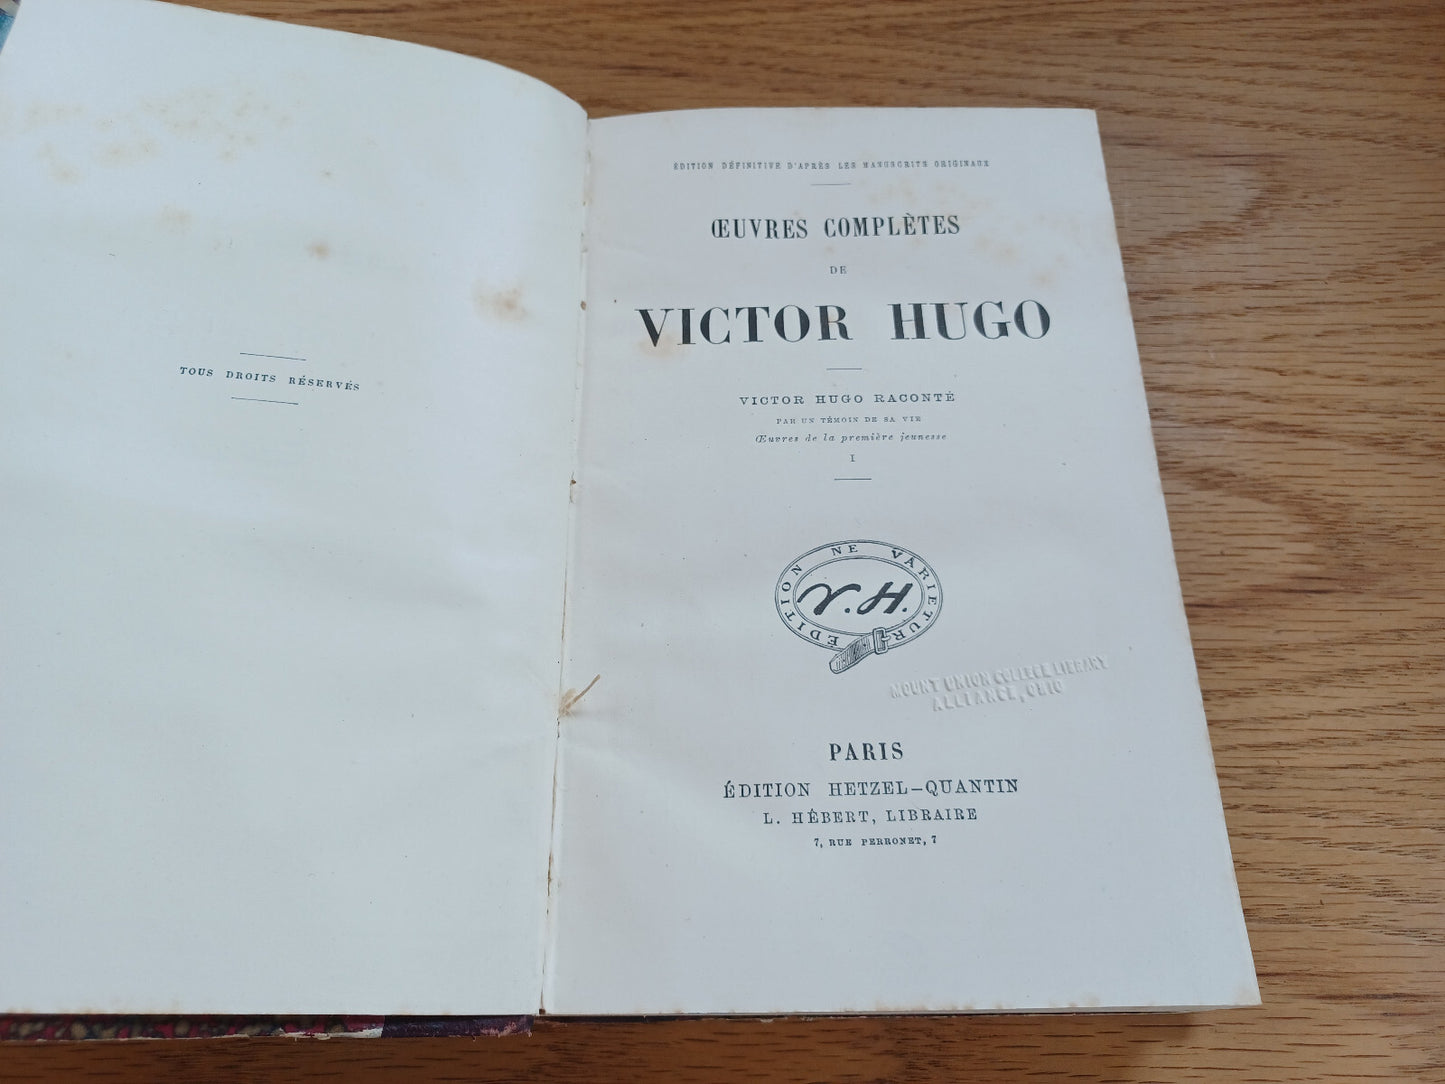 TOUS DROITS RÉSERVÉS
ÉDITION DÉFINITIVE D'APRÈS LES MANUSCRITS ORIGINAUX
ŒUVRES COMPLÈTES
DE
VICTOR HUGO
VICTOR HUGO RACONTÉ
PAR UN TÉMOIN DE SA VIE
Œuvres de la première jeunesse
I
EDITION NE VARIETUR
V.H.
MOUNT UNION COLLEGE LIBRARY
ALLIANCE, OHIO
PARIS
ÉDITION HETZEL–QUANTIN
L. HÉBERT, LIBRAIRE
7, RUE PERRONET, 7